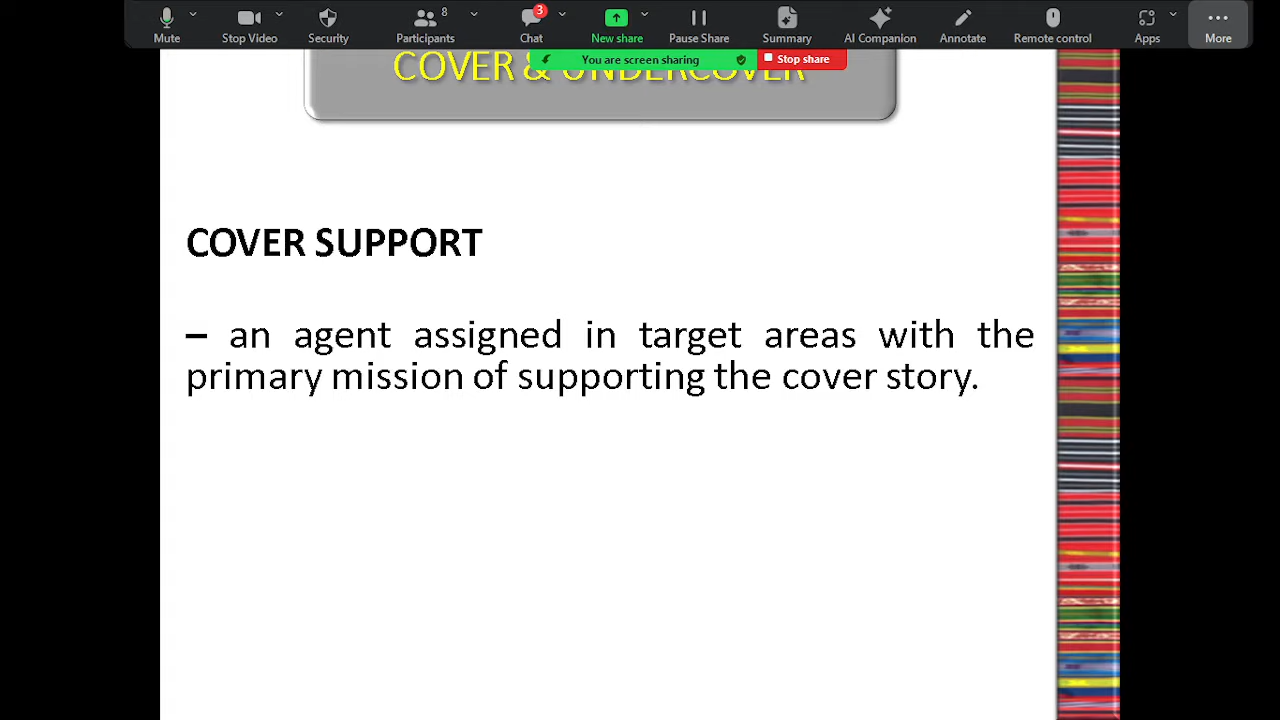 Mute
Stop Video
Security
Participants
8
Chat
3
New share
Pause Share
Summary
AI Companion
Annotate
Remote control
Apps
More
You are screen sharing
Stop share
COVER & UNDERCOVER
COVER SUPPORT
– an agent assigned in target areas with the
primary mission of supporting the cover story.